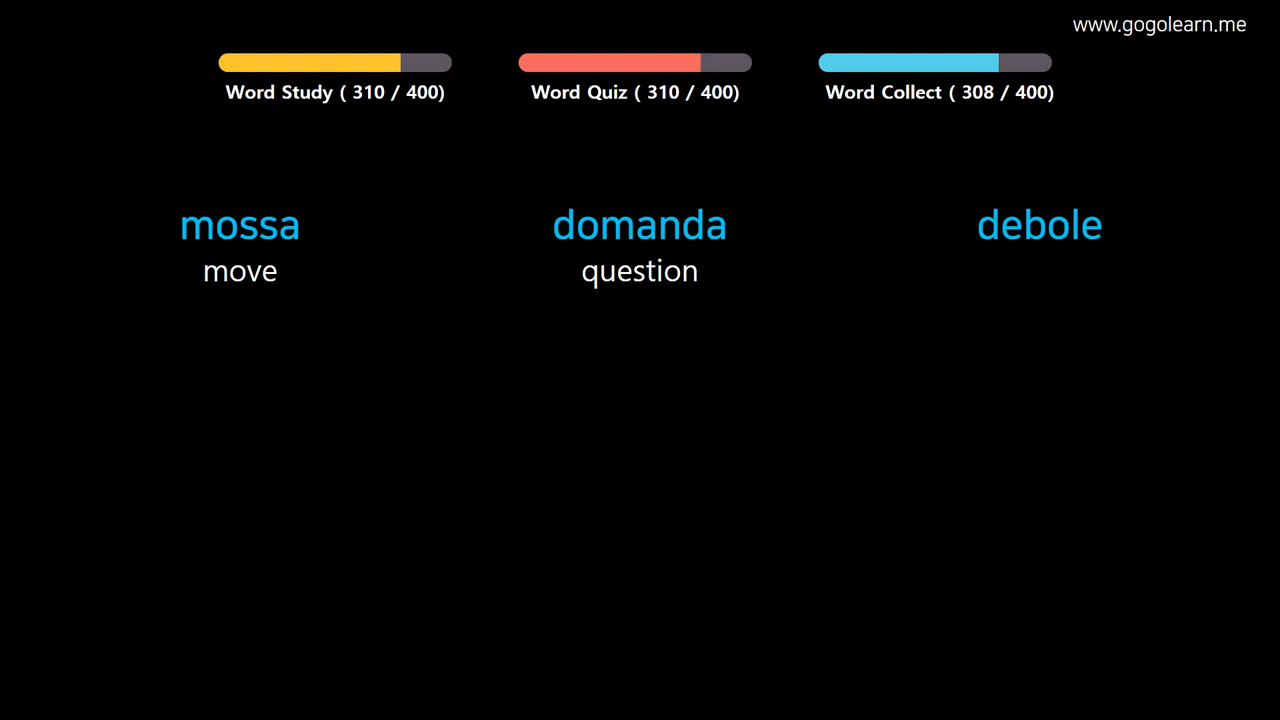 www.gogolearn.me
Word Study ( 310 / 400)
Word Quiz ( 310 / 400)
Word Collect ( 308 / 400)
mossa
move
domanda
question
debole